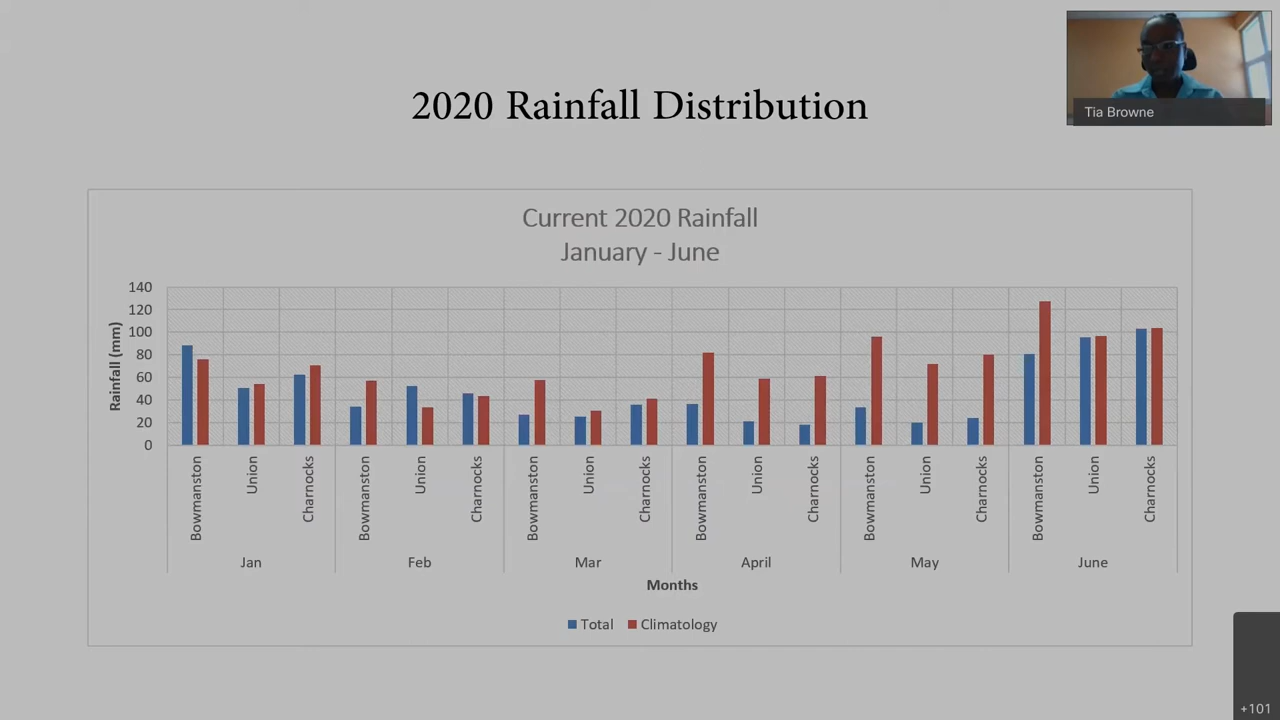 Tia Browne
2020 Rainfall Distribution
Current 2020 Rainfall
January - June
Rainfall (mm)
140
120
100
80
60
40
20
0
Bowmanston Union Charnocks Bowmanston Union Charnocks Bowmanston Union Charnocks Bowmanston Union Charnocks Bowmanston Union Charnocks Bowmanston Union Charnocks
Jan Feb Mar April May June
Months
Total Climatology
+101